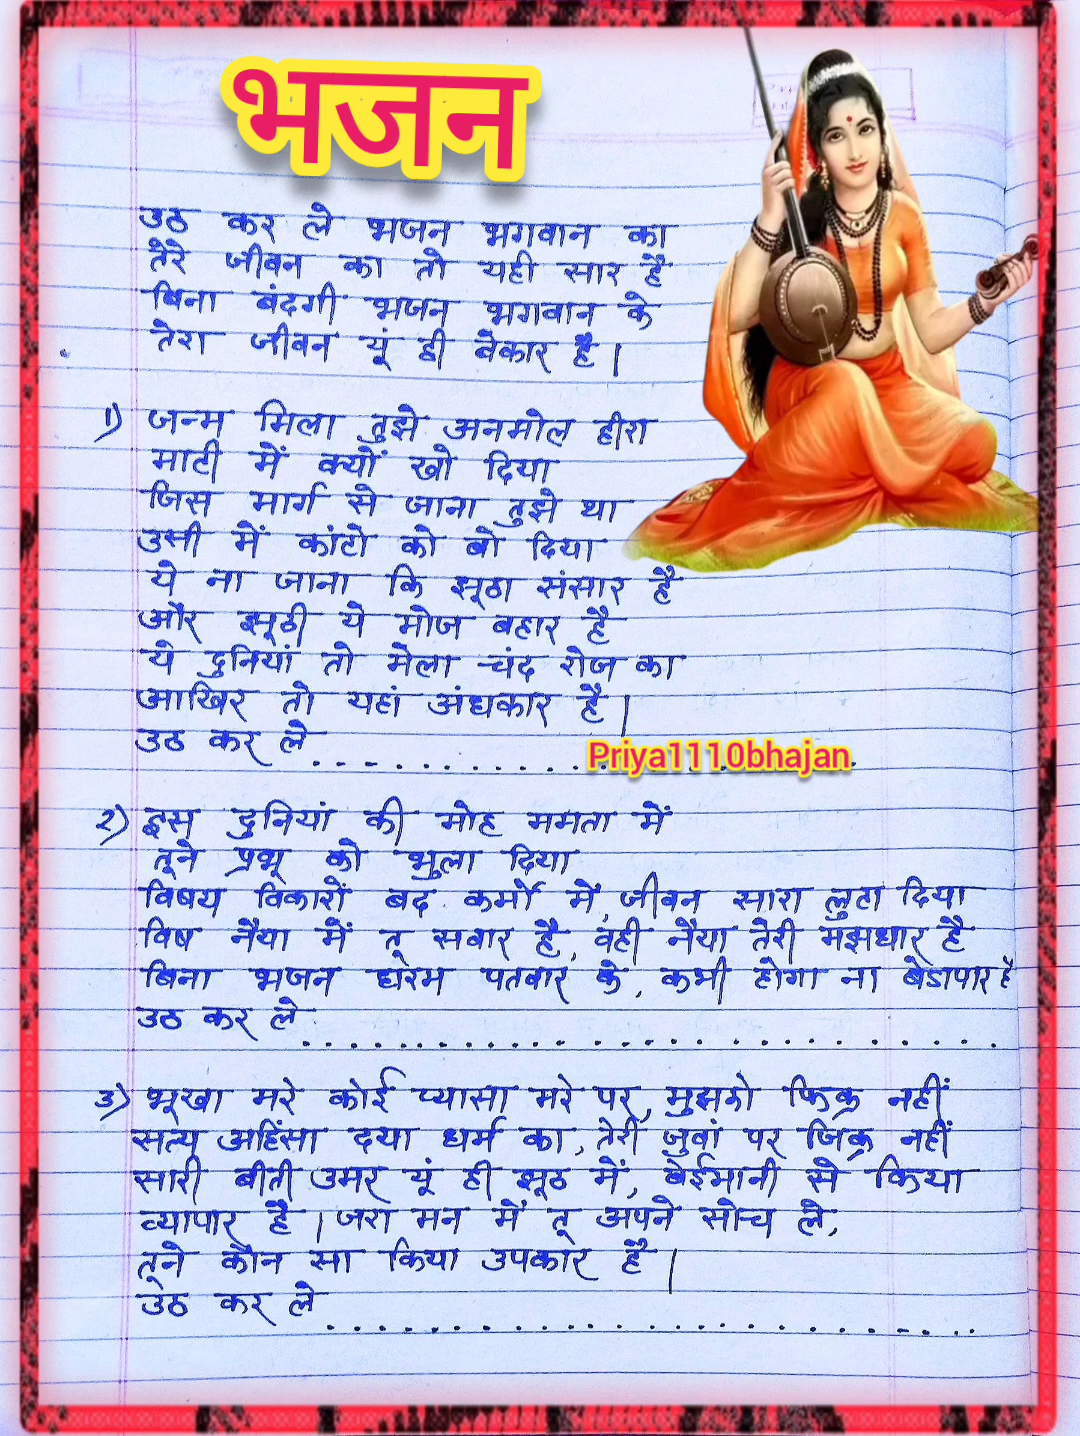 भजन
उठ कर ले भजन भगवान का
तेरे जीवन का तो यही सार है
बिना बंदगी भजन भगवान के
तेरा जीवन यूं ही बेकार है।
1) जन्म मिला तुझे अनमोल हीरा
माटी में क्यों खो दिया
जिस मार्ग से जाना तुझे था
उसी में कांटो को बो दिया
ये ना जाना कि झूठा संसार है
और झूठी ये मोज बहार है
ये दुनियां तो मेला चंद रोज का
आखिर तो यहां अंधकार है।
उठ कर ले . . . . . . . . . . . . . . . .
Priya1110bhajan
2) इस दुनियां की मोह ममता में
तूने प्रभू को भुला दिया
विषय विकारों बद कर्मो में, जीवन सारा लुटा दिया
विष नैया में तू सवार है, वही नैया तेरी मझधार है
बिना भजन धरम पतवार के, कभी होगा ना बेडापार है
उठ कर ले . . . . . . . . . . . . . . . . . . . . . .
3) भूखा मरे कोई प्यासा मरे पर, मुझको फिक्र नहीं
सत्य अहिंसा दया धर्म का, तेरी जुवां पर जिक्र नहीं
सारी बीती उमर यूं ही झूठ में, बेईमानी से किया
व्यापार है। जरा मन में तू अपने सोच ले,
तूने कौन सा किया उपकार है।
उठ कर ले . . . . . . . . . . . . . . . . . . . . . .